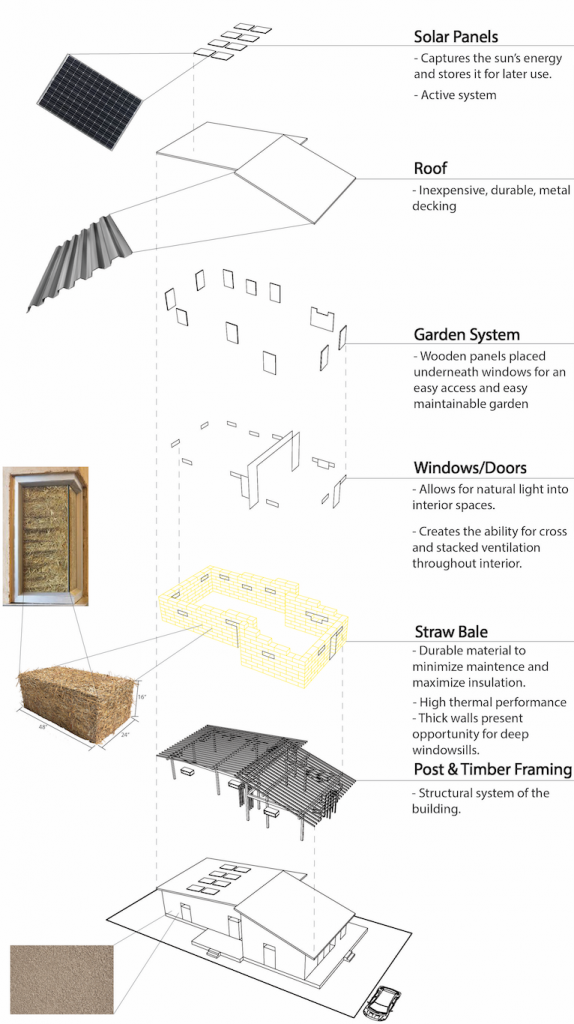 Solar Panels
- Captures the sun's energy
and stores it for later use.
- Active system
Roof
- Inexpensive, durable, metal
decking
Garden System
- Wooden panels placed
underneath windows for an
easy access and easy
maintainable garden
Windows/Doors
- Allows for natural light into
interior spaces.
- Creates the ability for cross
and stacked ventilation
throughout interior.
Straw Bale
- Durable material to
minimize maintence and
maximize insulation.
- High thermal performance
- Thick walls present
opportunity for deep
windowsills.
16"
48"
24"
Post & Timber Framing
- Structural system of the
building.